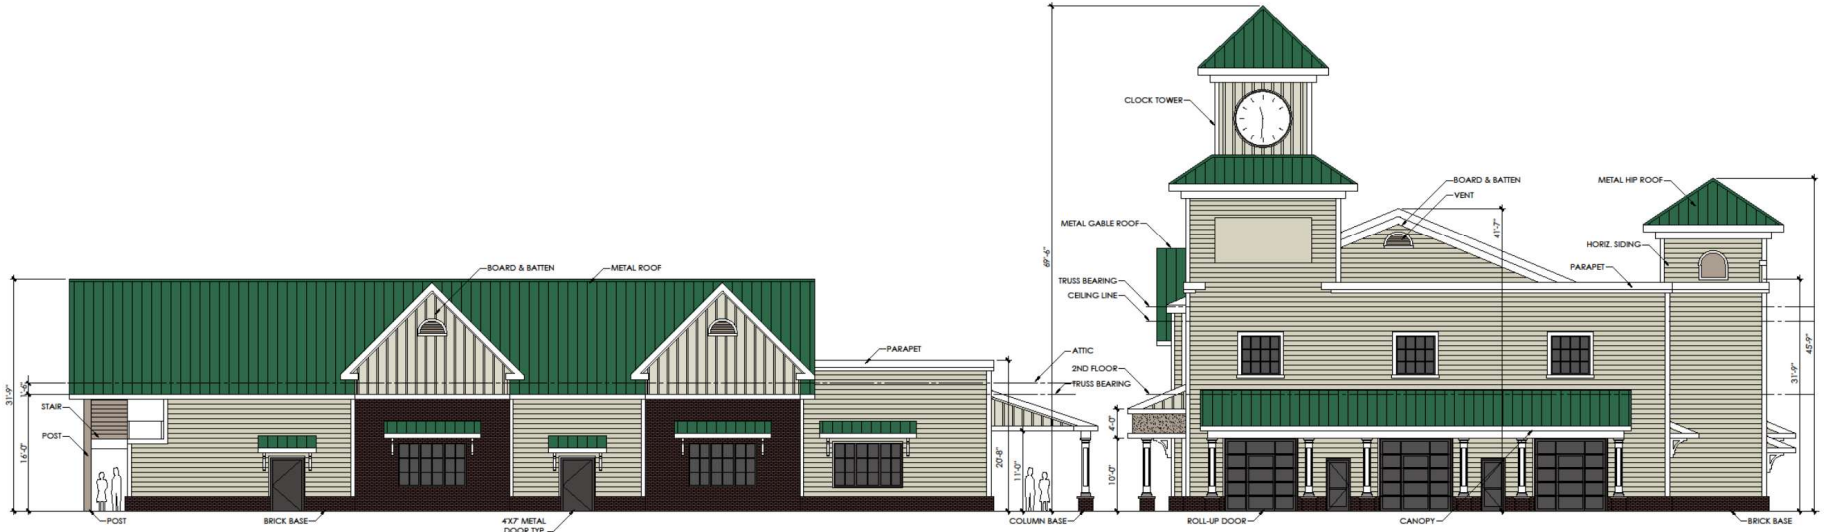 CLOCK TOWER
BOARD & BATTEN
VENT
METAL HIP ROOF
METAL GABLE ROOF
69'-6"
41'-7"
HORIZ. SIDING
PARAPET
BOARD & BATTEN
METAL ROOF
TRUSS BEARING
CEILING LINE
PARAPET
ATTIC
2ND FLOOR
TRUSS BEARING
45'-9"
31'-9"
31'-9"
1'-6"
STAIR
POST
16'-0"
20'-8"
11'-0"
4'-0"
10'-0"
POST
BRICK BASE
4'X7' METAL
DOOR TYP.
COLUMN BASE
ROLL-UP DOOR
CANOPY
BRICK BASE